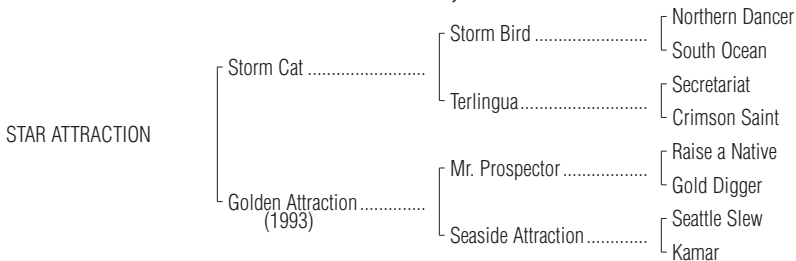 Northern Dancer
Storm Bird ........................
South Ocean
Storm Cat .........................
Secretariat
Terlingua...........................
Crimson Saint
STAR ATTRACTION
Raise a Native
Mr. Prospector ..................
Gold Digger
Golden Attraction ..............
(1993)
Seattle Slew
Seaside Attraction.............
Kamar